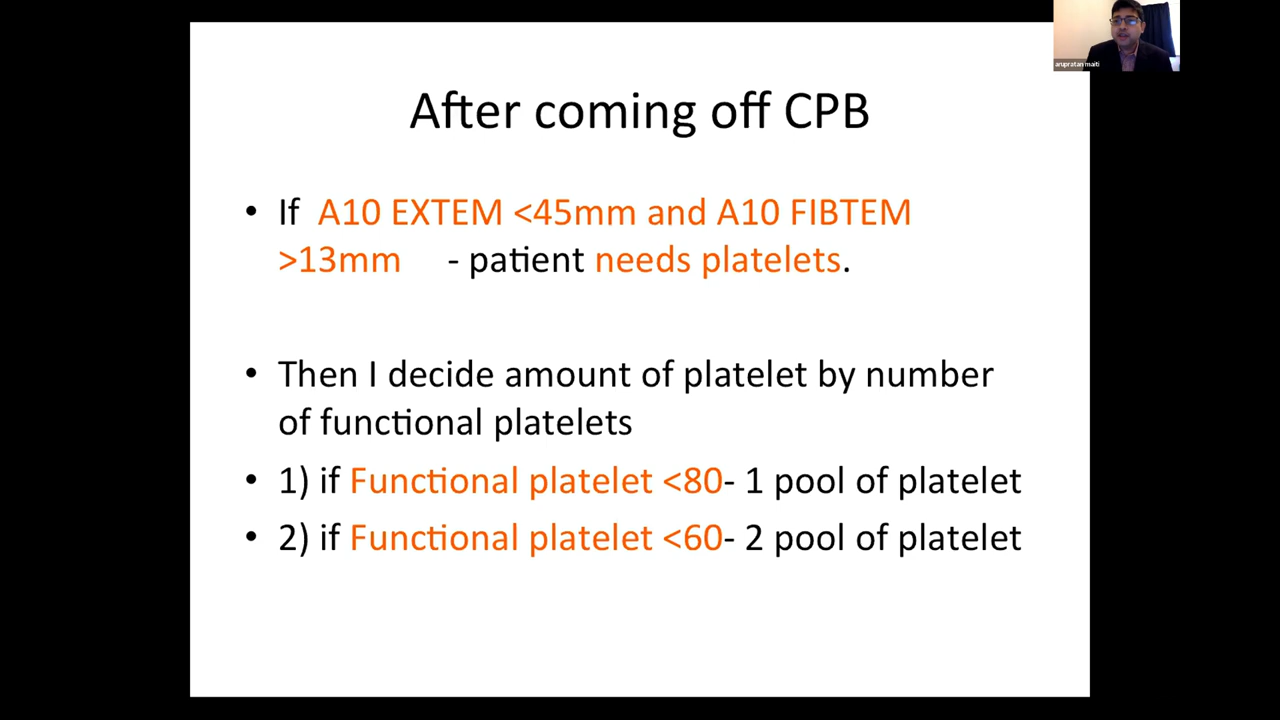 arupratan maiti
After coming off CPB
• If A10 EXTEM <45mm and A10 FIBTEM
>13mm - patient needs platelets.
• Then I decide amount of platelet by number
of functional platelets
• 1) if Functional platelet <80- 1 pool of platelet
• 2) if Functional platelet <60- 2 pool of platelet